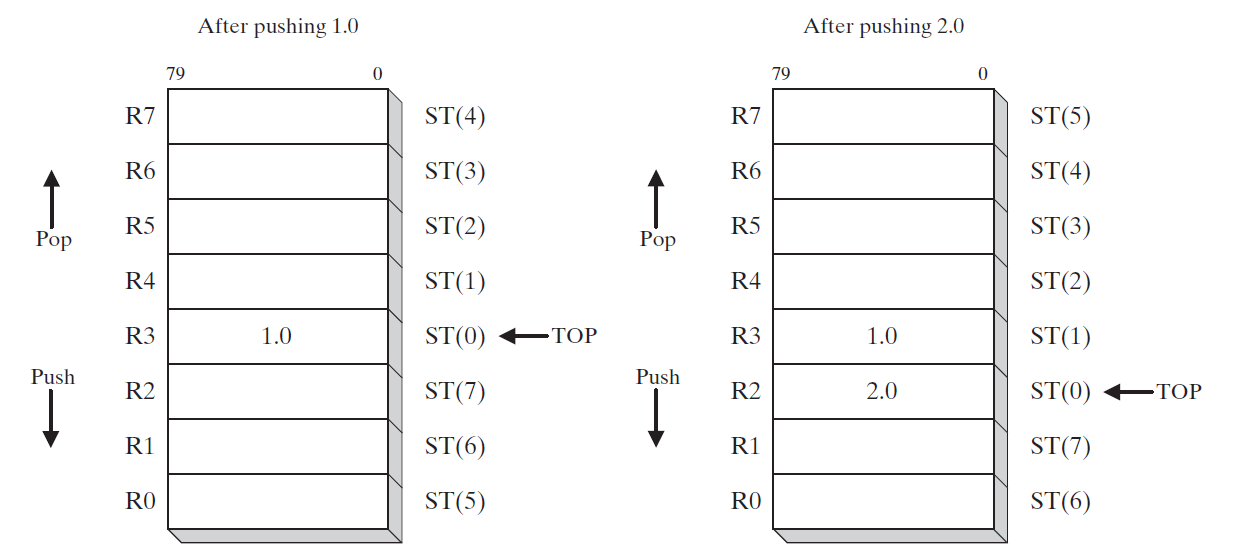 After pushing 1.0
79 0
R7 ST(4)
R6 ST(3)
R5 ST(2)
Pop
R4 ST(1)
R3 1.0 ST(0) TOP
Push
R2 ST(7)
R1 ST(6)
R0 ST(5)
After pushing 2.0
79 0
R7 ST(5)
R6 ST(4)
R5 ST(3)
Pop
R4 ST(2)
R3 1.0 ST(1)
Push
R2 2.0 ST(0) TOP
R1 ST(7)
R0 ST(6)